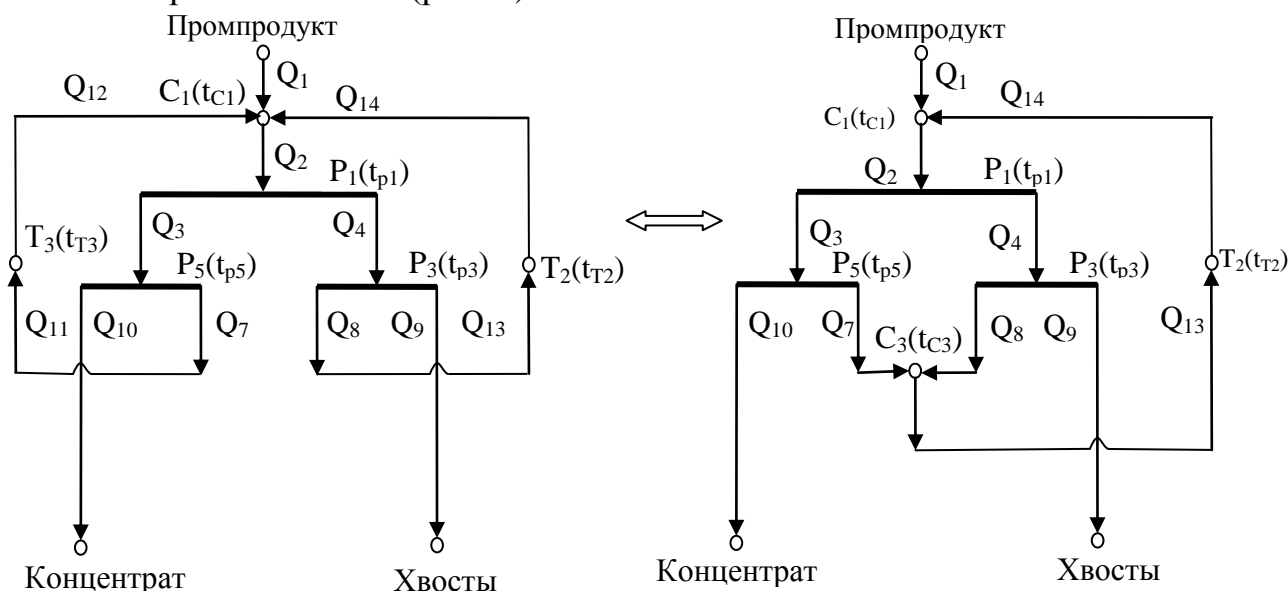 Промпродукт
Q1
Q12
C1(tC1)
Q14
Q2
P1(tp1)
Q3
Q4
T3(tT3)
P5(tp5)
P3(tp3)
T2(tT2)
Q11
Q10
Q7
Q8
Q9
Q13
Концентрат
Хвосты
Промпродукт
Q1
Q14
C1(tC1)
Q2
P1(tp1)
Q3
Q4
P5(tp5)
P3(tp3)
T2(tT2)
Q10
Q7
C3(tC3)
Q8
Q9
Q13
Концентрат
Хвосты